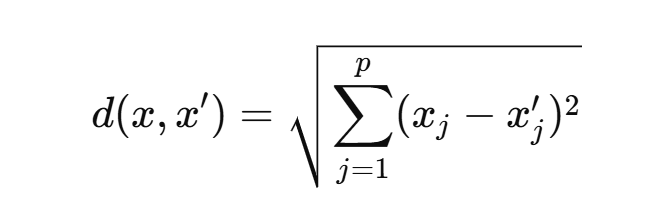 d(x, x′) = √∑_{j=1}^{p}(x_j − x′_j)²